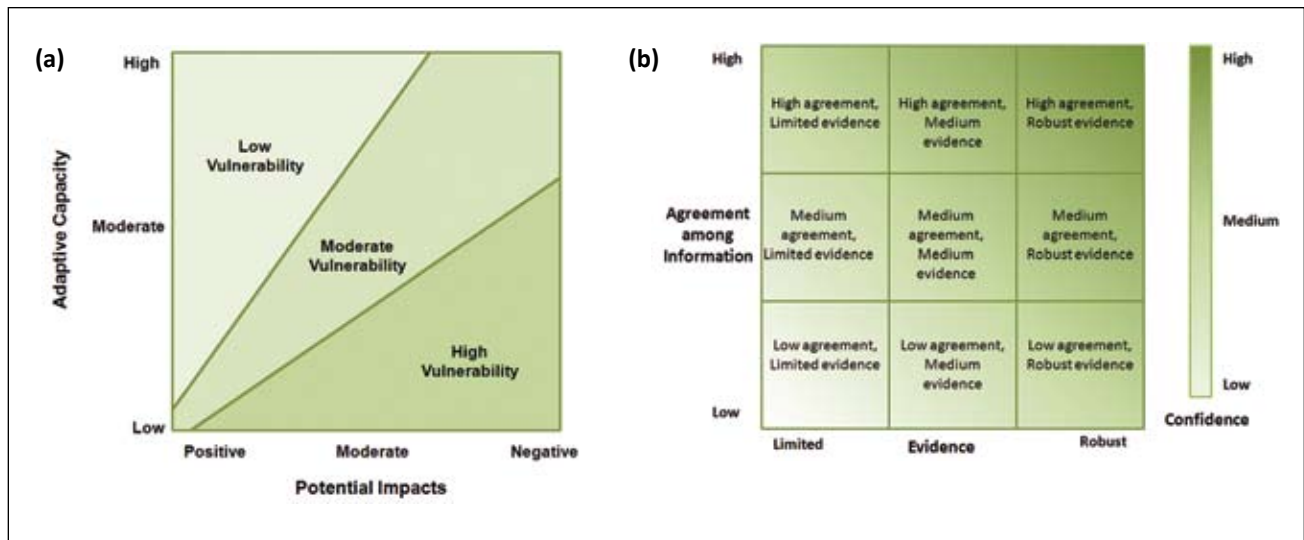 (a)
High
Moderate
Low
Adaptive Capacity
Low
Vulnerability
Moderate
Vulnerability
High
Vulnerability
Positive
Moderate
Negative
Potential Impacts
(b)
High
Agreement
among
Information
Low
High agreement,
Limited evidence
High agreement,
Medium
evidence
High agreement,
Robust evidence
Medium
agreement,
Limited evidence
Medium
agreement,
Medium
evidence
Medium
agreement,
Robust evidence
Low agreement,
Limited evidence
Low agreement,
Medium
evidence
Low agreement,
Robust evidence
Limited
Evidence
Robust
High
Medium
Low
Confidence